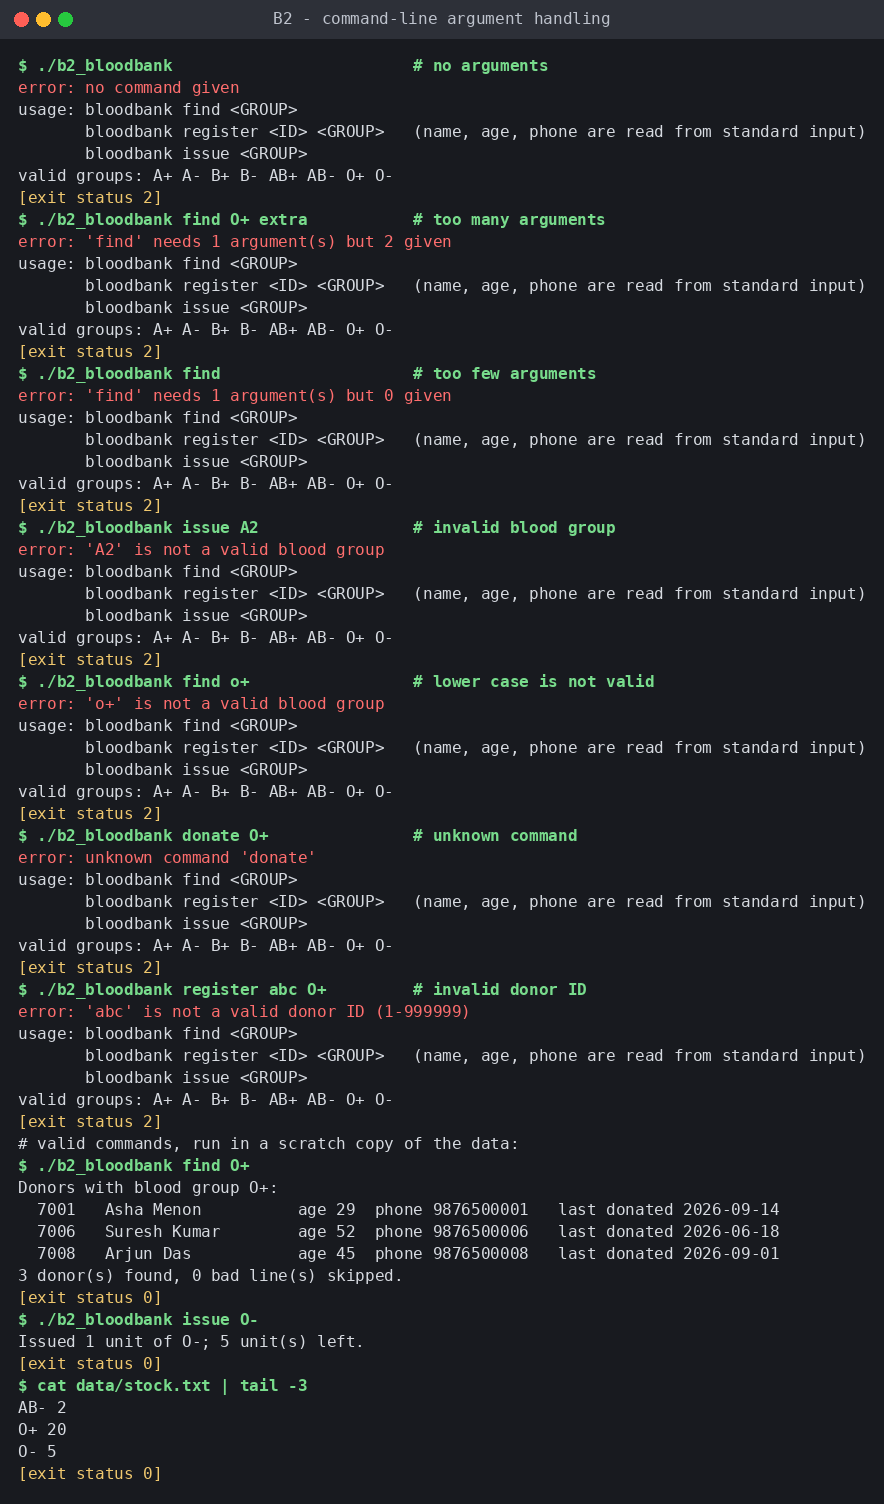 B2 - command-line argument handling
$ ./b2_bloodbank                         # no arguments
error: no command given
usage: bloodbank find <GROUP>
       bloodbank register <ID> <GROUP>   (name, age, phone are read from standard input)
       bloodbank issue <GROUP>
valid groups: A+ A- B+ B- AB+ AB- O+ O-
[exit status 2]
$ ./b2_bloodbank find O+ extra           # too many arguments
error: 'find' needs 1 argument(s) but 2 given
usage: bloodbank find <GROUP>
       bloodbank register <ID> <GROUP>   (name, age, phone are read from standard input)
       bloodbank issue <GROUP>
valid groups: A+ A- B+ B- AB+ AB- O+ O-
[exit status 2]
$ ./b2_bloodbank find                    # too few arguments
error: 'find' needs 1 argument(s) but 0 given
usage: bloodbank find <GROUP>
       bloodbank register <ID> <GROUP>   (name, age, phone are read from standard input)
       bloodbank issue <GROUP>
valid groups: A+ A- B+ B- AB+ AB- O+ O-
[exit status 2]
$ ./b2_bloodbank issue A2                # invalid blood group
error: 'A2' is not a valid blood group
usage: bloodbank find <GROUP>
       bloodbank register <ID> <GROUP>   (name, age, phone are read from standard input)
       bloodbank issue <GROUP>
valid groups: A+ A- B+ B- AB+ AB- O+ O-
[exit status 2]
$ ./b2_bloodbank find o+                 # lower case is not valid
error: 'o+' is not a valid blood group
usage: bloodbank find <GROUP>
       bloodbank register <ID> <GROUP>   (name, age, phone are read from standard input)
       bloodbank issue <GROUP>
valid groups: A+ A- B+ B- AB+ AB- O+ O-
[exit status 2]
$ ./b2_bloodbank donate O+               # unknown command
error: unknown command 'donate'
usage: bloodbank find <GROUP>
       bloodbank register <ID> <GROUP>   (name, age, phone are read from standard input)
       bloodbank issue <GROUP>
valid groups: A+ A- B+ B- AB+ AB- O+ O-
[exit status 2]
$ ./b2_bloodbank register abc O+         # invalid donor ID
error: 'abc' is not a valid donor ID (1-999999)
usage: bloodbank find <GROUP>
       bloodbank register <ID> <GROUP>   (name, age, phone are read from standard input)
       bloodbank issue <GROUP>
valid groups: A+ A- B+ B- AB+ AB- O+ O-
[exit status 2]
# valid commands, run in a scratch copy of the data:
$ ./b2_bloodbank find O+
Donors with blood group O+:
  7001   Asha Menon          age 29  phone 9876500001   last donated 2026-09-14
  7006   Suresh Kumar        age 52  phone 9876500006   last donated 2026-06-18
  7008   Arjun Das           age 45  phone 9876500008   last donated 2026-09-01
3 donor(s) found, 0 bad line(s) skipped.
[exit status 0]
$ ./b2_bloodbank issue O-
Issued 1 unit of O-; 5 unit(s) left.
[exit status 0]
$ cat data/stock.txt | tail -3
AB- 2
O+ 20
O- 5
[exit status 0]